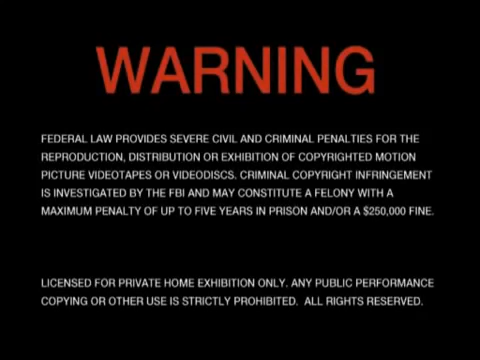 WARNING
FEDERAL LAW PROVIDES SEVERE CIVIL AND CRIMINAL PENALTIES FOR THE
REPRODUCTION, DISTRIBUTION OR EXHIBITION OF COPYRIGHTED MOTION
PICTURE VIDEOTAPES OR VIDEODISCS. CRIMINAL COPYRIGHT INFRINGEMENT
IS INVESTIGATED BY THE FBI AND MAY CONSTITUTE A FELONY WITH A
MAXIMUM PENALTY OF UP TO FIVE YEARS IN PRISON AND/OR A $250,000 FINE.
LICENSED FOR PRIVATE HOME EXHIBITION ONLY. ANY PUBLIC PERFORMANCE
COPYING OR OTHER USE IS STRICTLY PROHIBITED. ALL RIGHTS RESERVED.